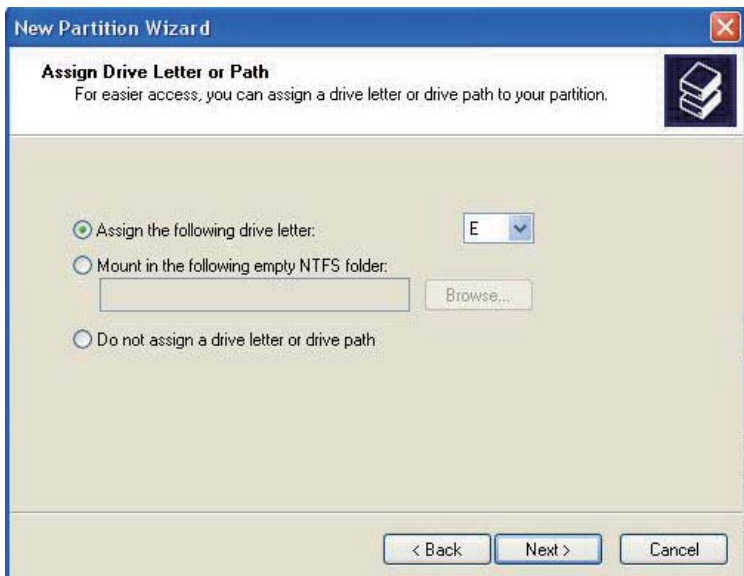 New Partition Wizard
Assign Drive Letter or Path
For easier access, you can assign a drive letter or drive path to your partition.
Assign the following drive letter: E
Mount in the following empty NTFS folder:
Browse...
Do not assign a drive letter or drive path
< Back Next > Cancel